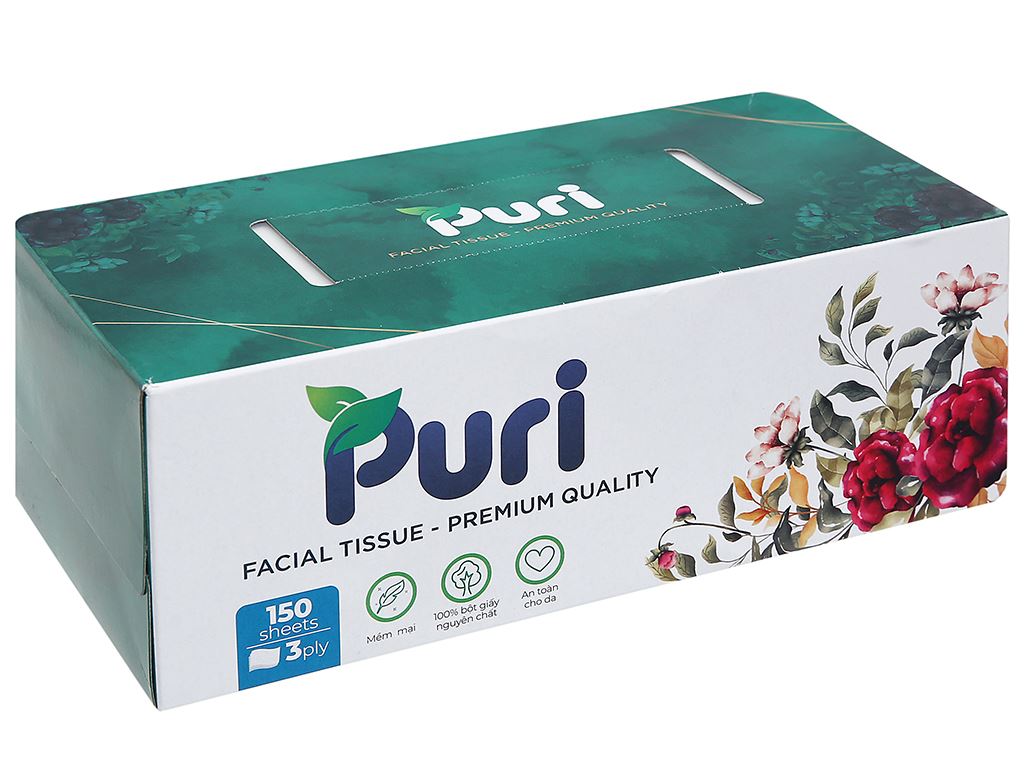 Puri
FACIAL TISSUE - PREMIUM QUALITY
Puri
FACIAL TISSUE - PREMIUM QUALITY
150
sheets
3ply
Mềm mại
100% bột giấy
nguyên chất
An toàn
cho da